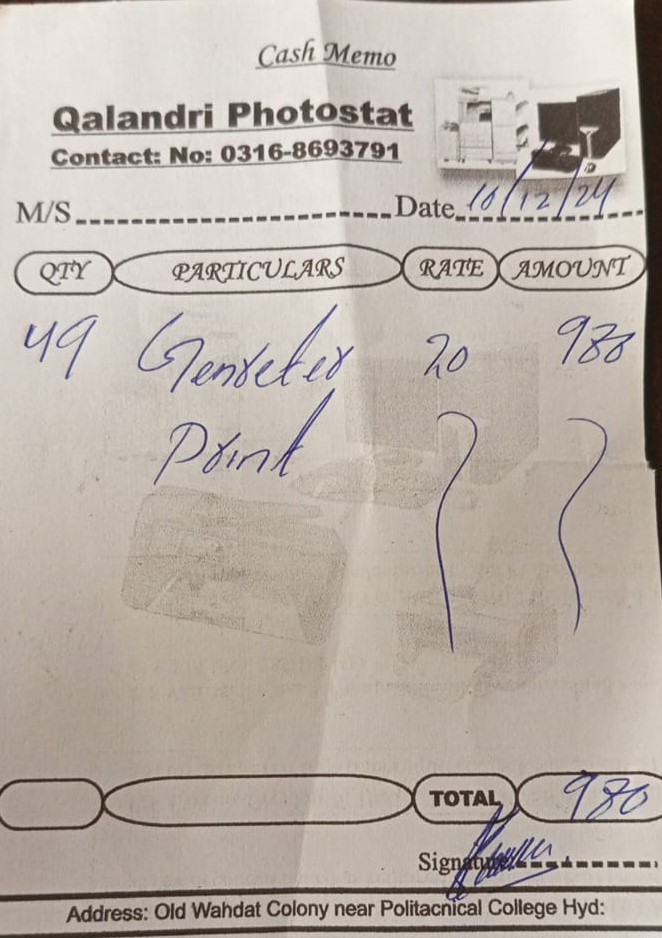 Cash Memo
Qalandri Photostat
Contact: No: 0316-8693791
M/S Date 10/12/24
QTY PARTICULARS RATE AMOUNT
49 Genreter 20 980
Print
TOTAL 980
Signature
Address: Old Wahdat Colony near Politacnical College Hyd: